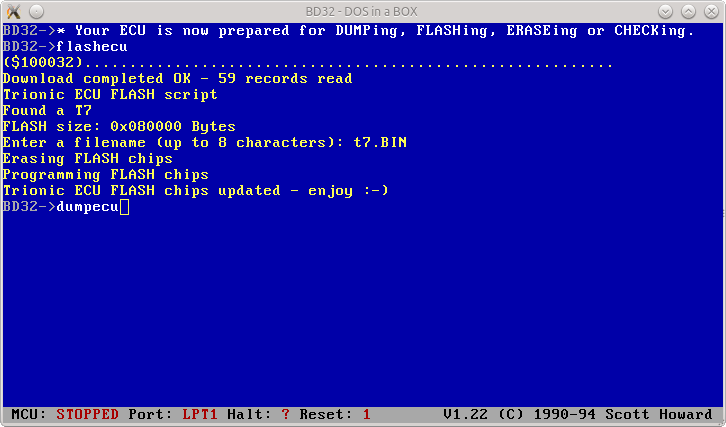 BD32 - DOS in a BOX
BD32->* Your ECU is now prepared for DUMPing, FLASHing, ERASEing or CHECKing.
BD32->flashecu
($100032)...........................................................
Download completed OK - 59 records read
Trionic ECU FLASH script
Found a T7
FLASH size: 0x080000 Bytes
Enter a filename (up to 8 characters): t7.BIN
Erasing FLASH chips
Programming FLASH chips
Trionic ECU FLASH chips updated - enjoy :-)
BD32->dumpecu
MCU: STOPPED Port: LPT1 Halt: ? Reset: 1 V1.22 (C) 1990-94 Scott Howard